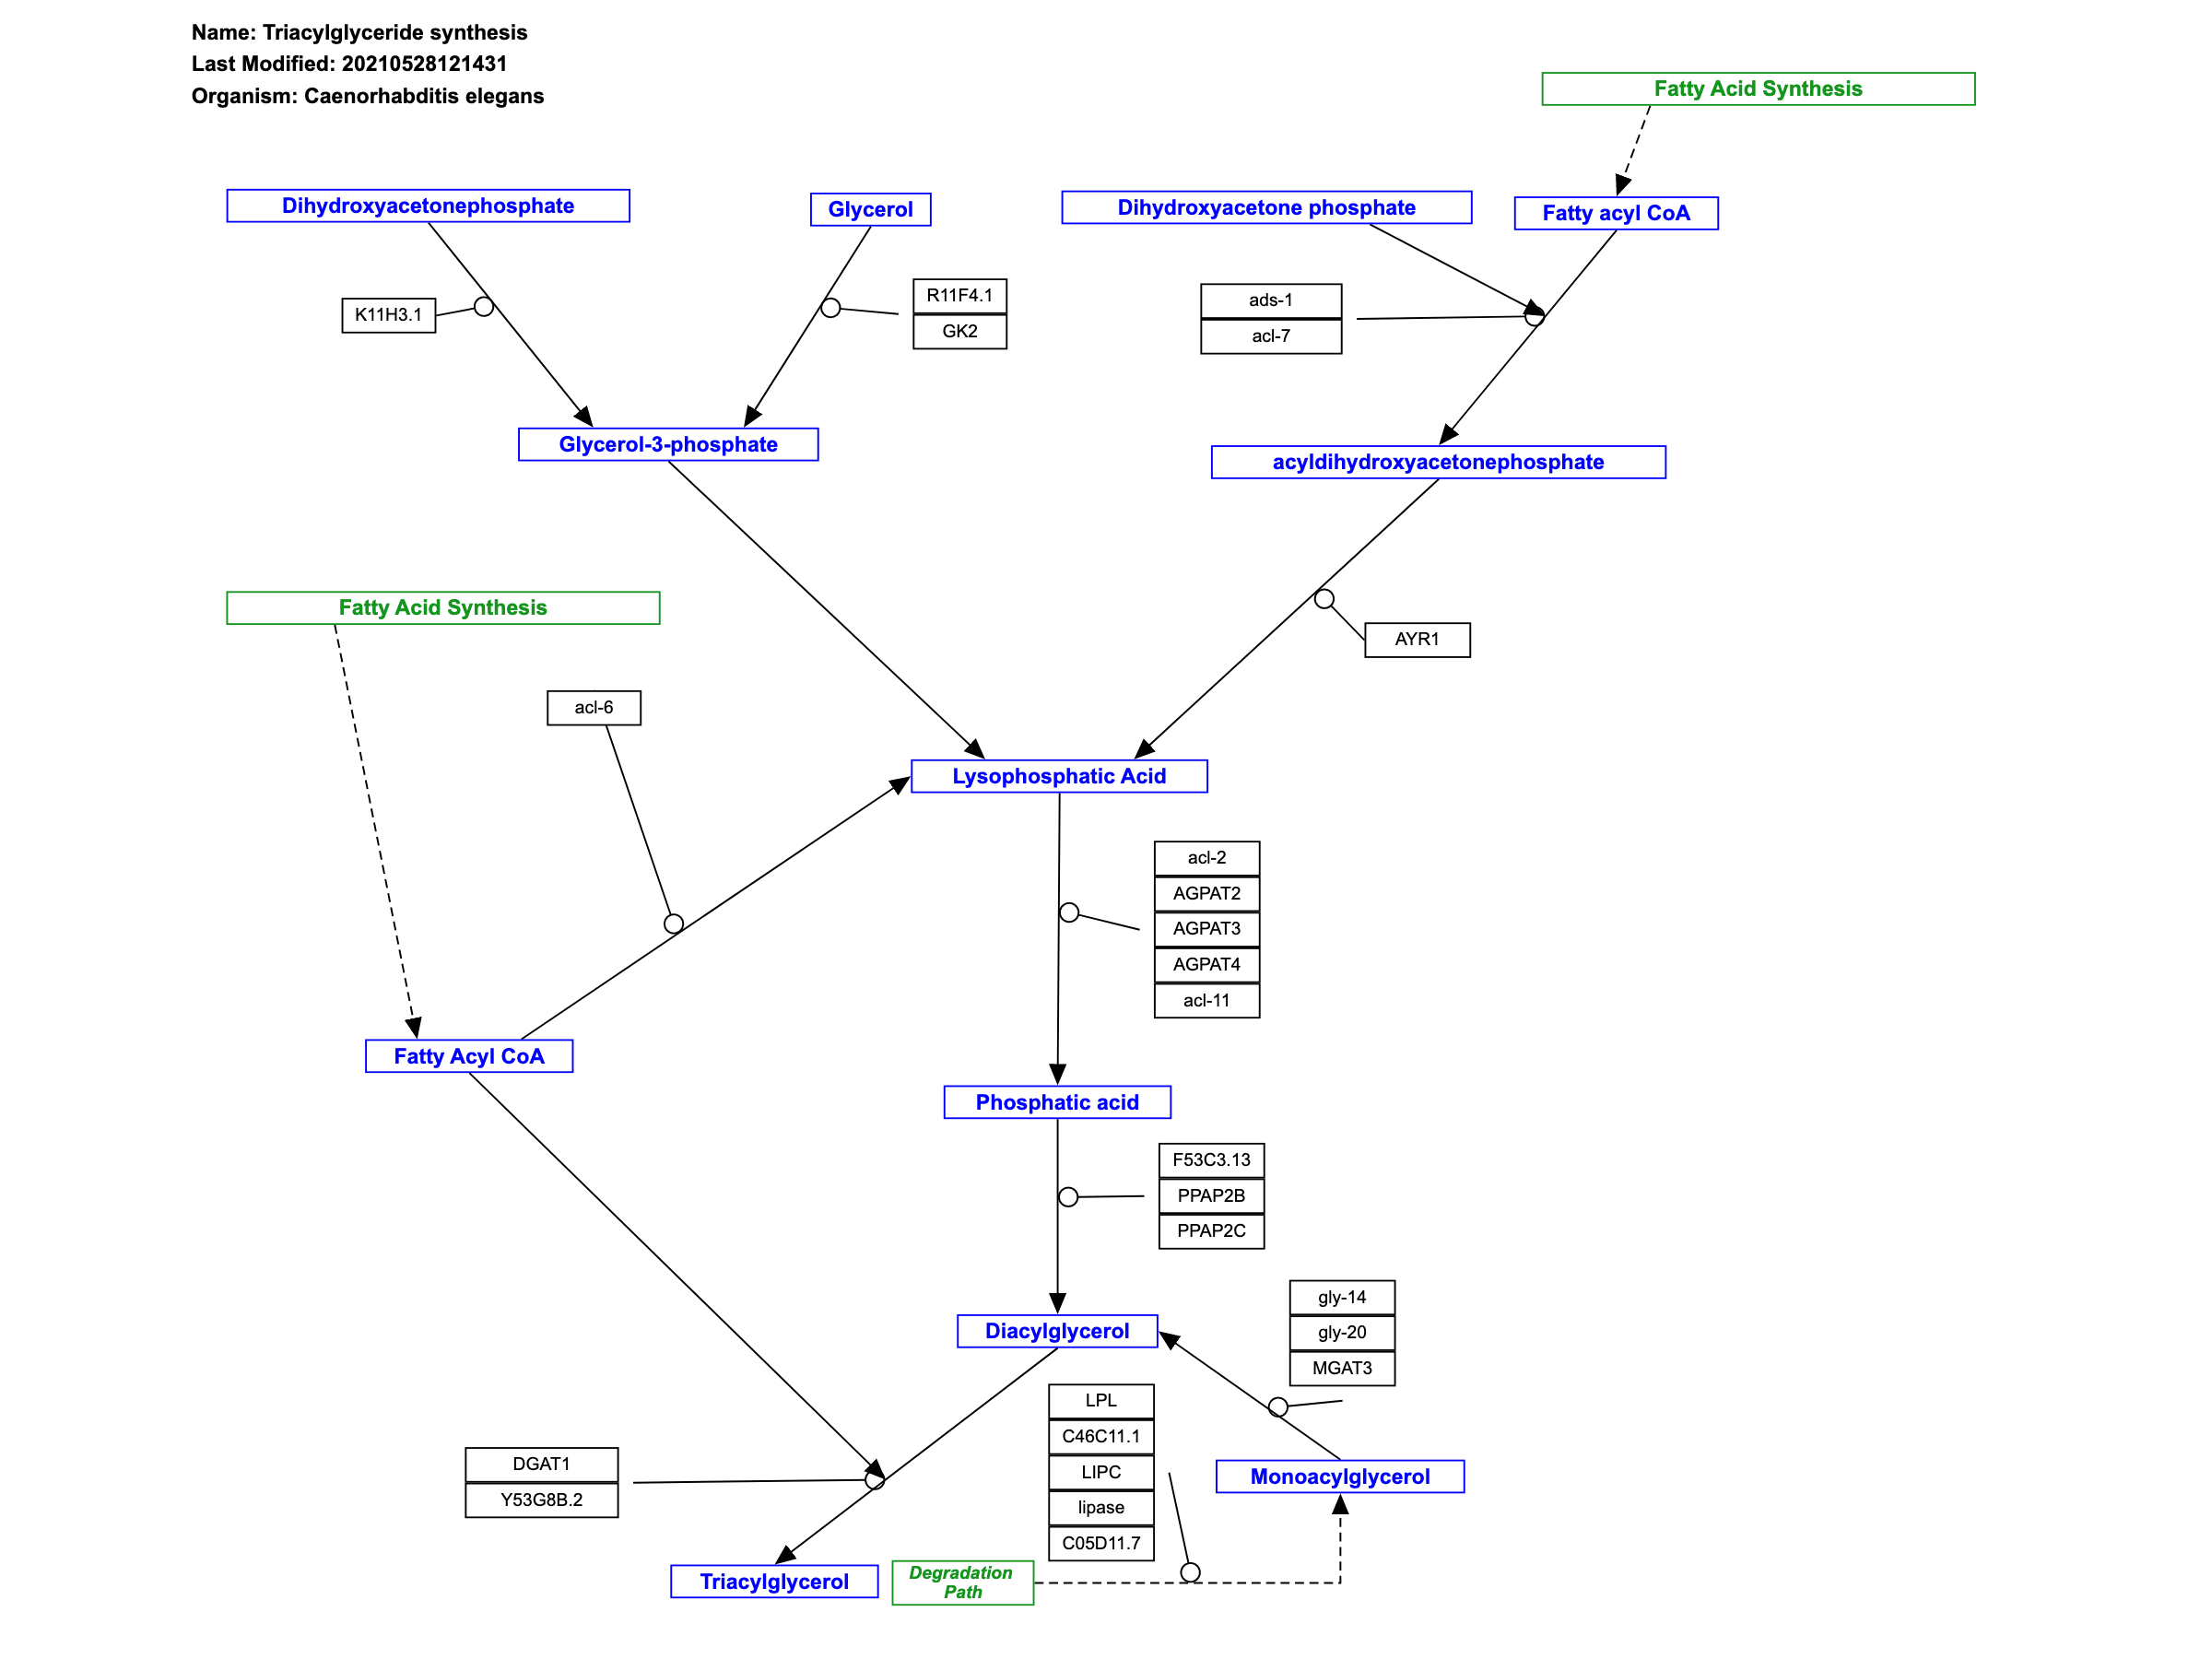 Name: Triacylglyceride synthesis
Last Modified: 20210528121431
Organism: Caenorhabditis elegans
Fatty Acid Synthesis
Dihydroxyacetonephosphate
Glycerol
Dihydroxyacetone phosphate
Fatty acyl CoA
K11H3.1
R11F4.1
GK2
ads-1
acl-7
Glycerol-3-phosphate
acyldihydroxyacetonephosphate
Fatty Acid Synthesis
AYR1
acl-6
Lysophosphatic Acid
acl-2
AGPAT2
AGPAT3
AGPAT4
acl-11
Fatty Acyl CoA
Phosphatic acid
F53C3.13
PPAP2B
PPAP2C
gly-14
gly-20
MGAT3
Diacylglycerol
LPL
C46C11.1
LIPC
lipase
C05D11.7
DGAT1
Y53G8B.2
Monoacylglycerol
Triacylglycerol
Degradation
Path